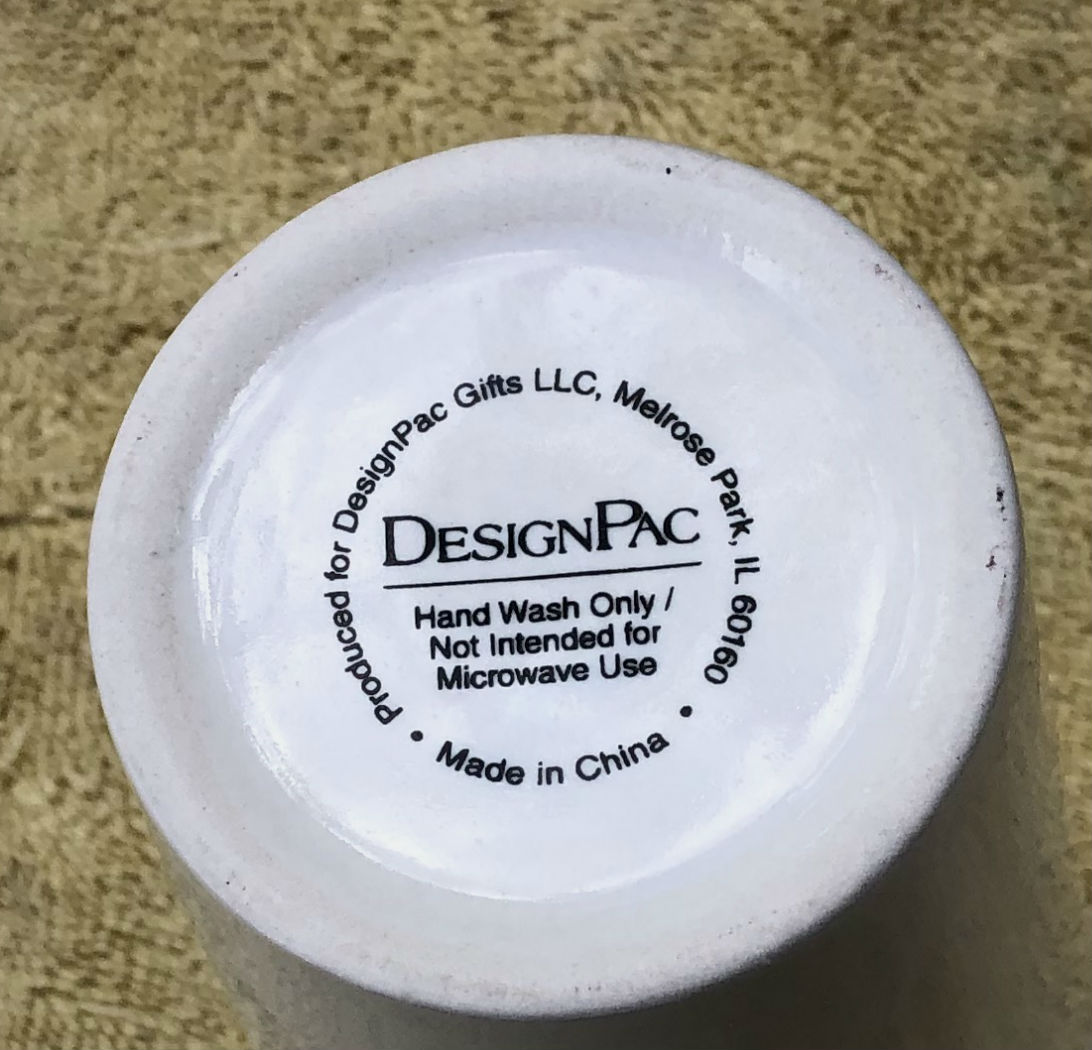 Produced for DesignPac Gifts LLC, Melrose Park, IL 60160
DESIGNPAC
Hand Wash Only /
Not Intended for
Microwave Use
• Made in China •